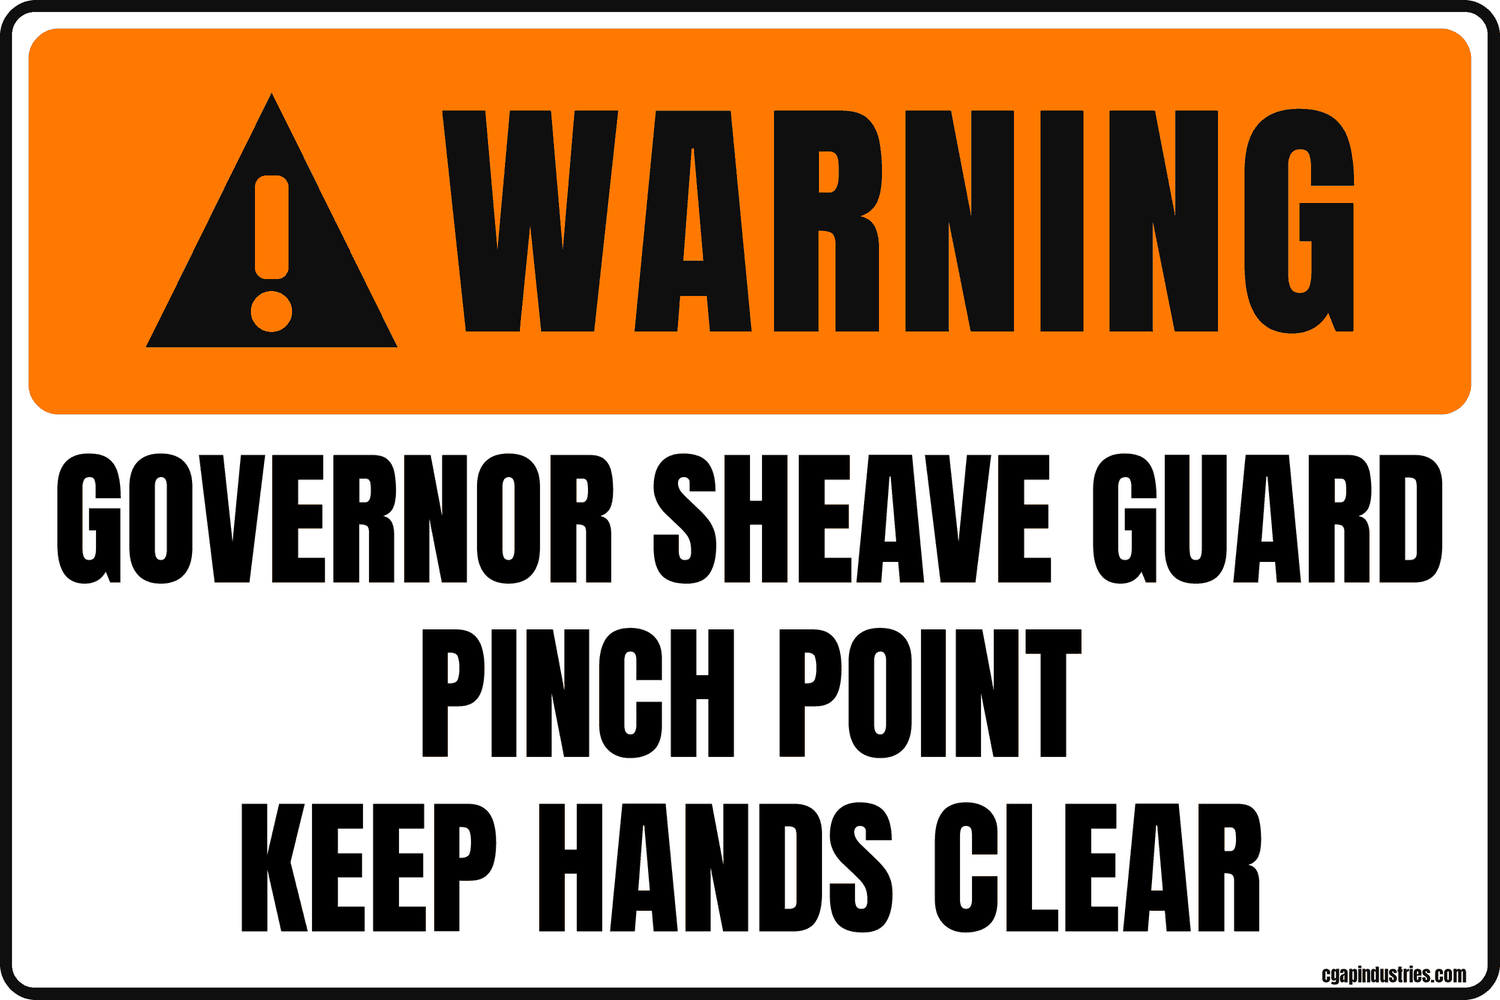 WARNING
GOVERNOR SHEAVE GUARD
PINCH POINT
KEEP HANDS CLEAR
cgapindustries.com